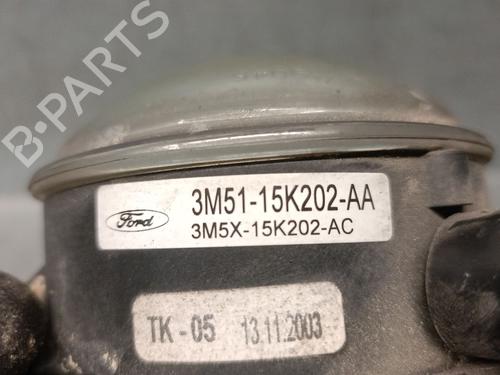 B-PARTS
Ford
3M51-15K202-AA
3M5X-15K202-AC
TK-05 13.11.2003